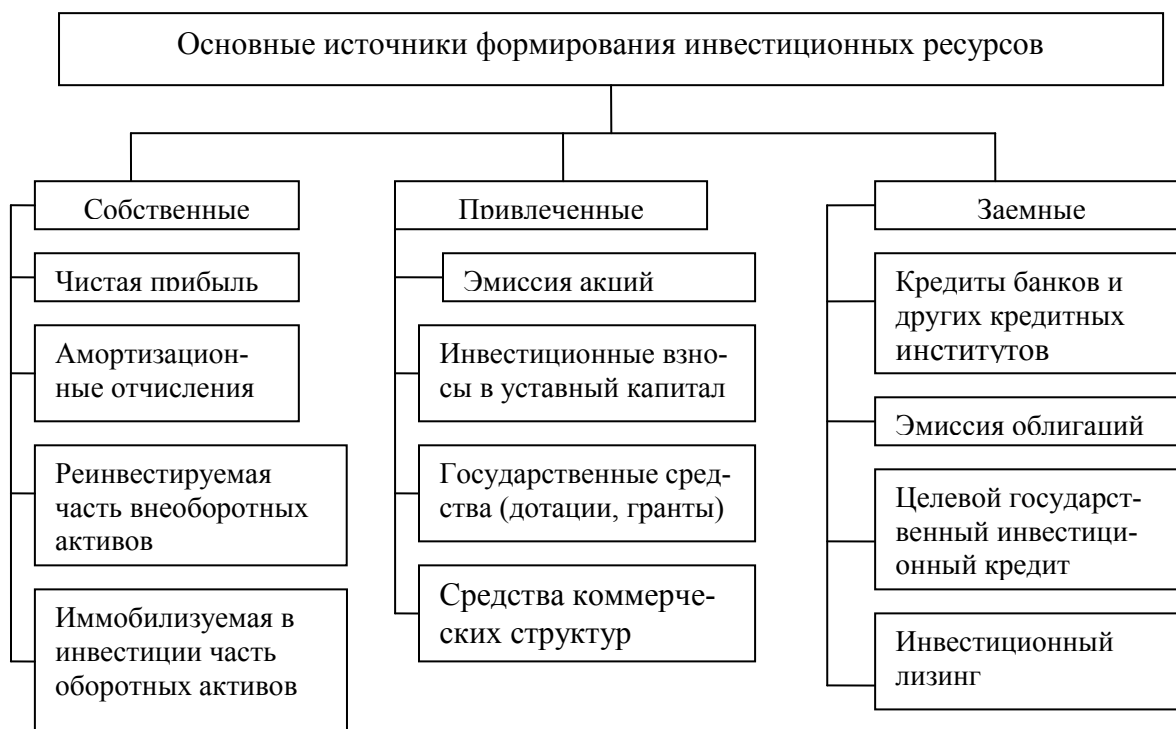 Основные источники формирования инвестиционных ресурсов
Собственные
Чистая прибыль
Амортизацион-
ные отчисления
Реинвестируемая
часть внеоборотных
активов
Иммобилизуемая в
инвестиции часть
оборотных активов
Привлеченные
Эмиссия акций
Инвестиционные взно-
сы в уставный капитал
Государственные сред-
ства (дотации, гранты)
Средства коммерче-
ских структур
Заемные
Кредиты банков и
других кредитных
институтов
Эмиссия облигаций
Целевой государст-
венный инвестици-
онный кредит
Инвестиционный
лизинг